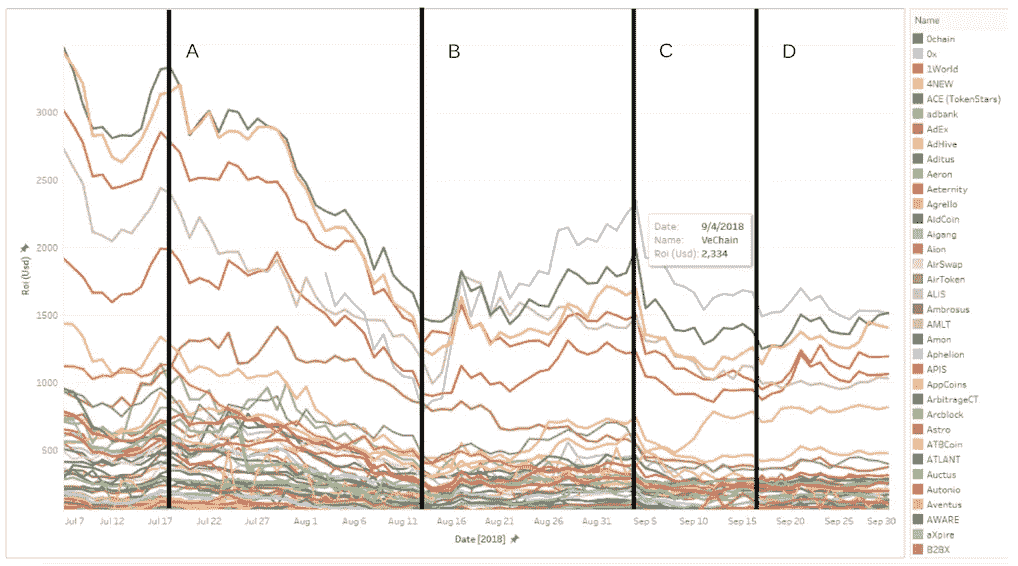 A
B
C
D
3000
2500
2000
1500
1000
500
Roi (Usd)
Date: 9/4/2018
Name: VeChain
Roi (Usd): 2,334
Jul 7 Jul 12 Jul 17 Jul 22 Jul 27 Aug 1 Aug 6 Aug 11 Aug 16 Aug 21 Aug 26 Aug 31 Sep 5 Sep 10 Sep 15 Sep 20 Sep 25 Sep 30
Date [2018]
Name
0chain
0x
1World
4NEW
ACE (TokenStars)
adbank
AdEx
AdHive
Aditus
Aeron
Aeternity
Agrello
AidCoin
Aigang
Aion
AirSwap
AirToken
ALIS
Ambrosus
AMLT
Amon
Aphelion
APIS
AppCoins
ArbitrageCT
Arcblock
Astro
ATBCoin
ATLANT
Auctus
Autonio
Aventus
AWARE
aXpire
B2BX